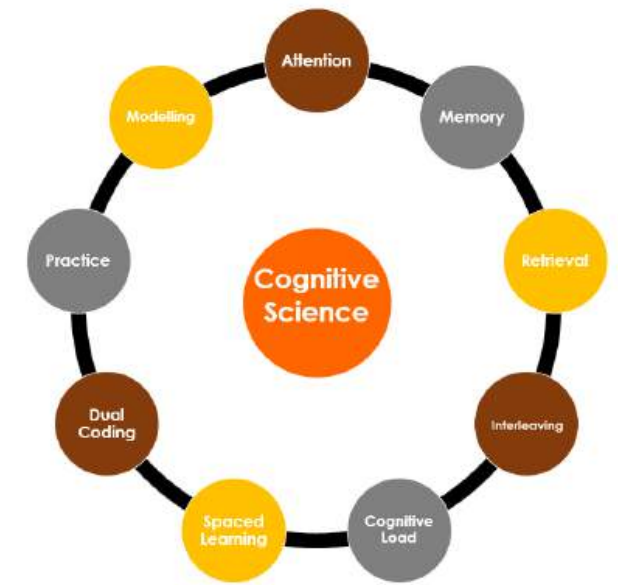 Attention
Memory
Retrieval
Interleaving
Cognitive
Load
Spaced
Learning
Dual
Coding
Practice
Modelling
Cognitive
Science